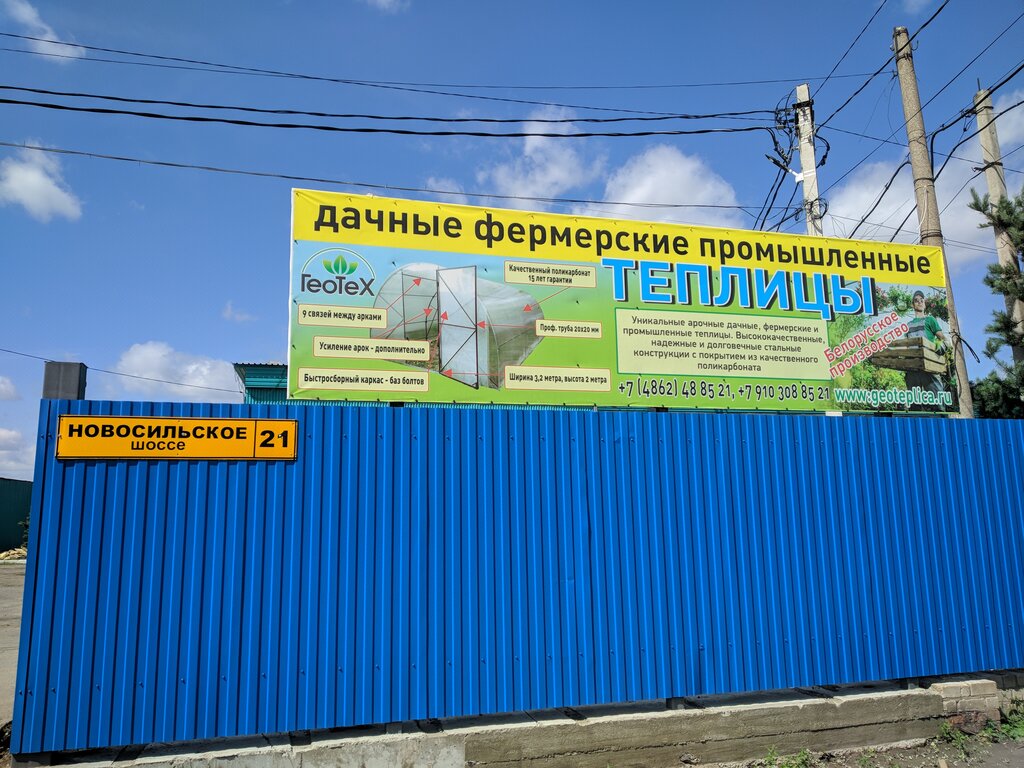 дачные фермерские промышленные
ТЕПЛИЦЫ
ГеоТеХ
Качественный поликарбонат
15 лет гарантии
9 связей между арками
Проф. труба 20х20 мм
Усиление арок - дополнительно
Быстросборный каркас - баз болтов
Ширина 3,2 метра, высота 2 метра
Уникальные арочные дачные, фермерские и
промышленные теплицы. Высококачественные,
надежные и долговечные стальные
конструкции с покрытием из качественного
поликарбоната
Белорусское
производство
+7 (4862) 48 85 21, +7 910 308 85 21
www.geoteplica.ru
НОВОСИЛЬСКОЕ
шоссе
21